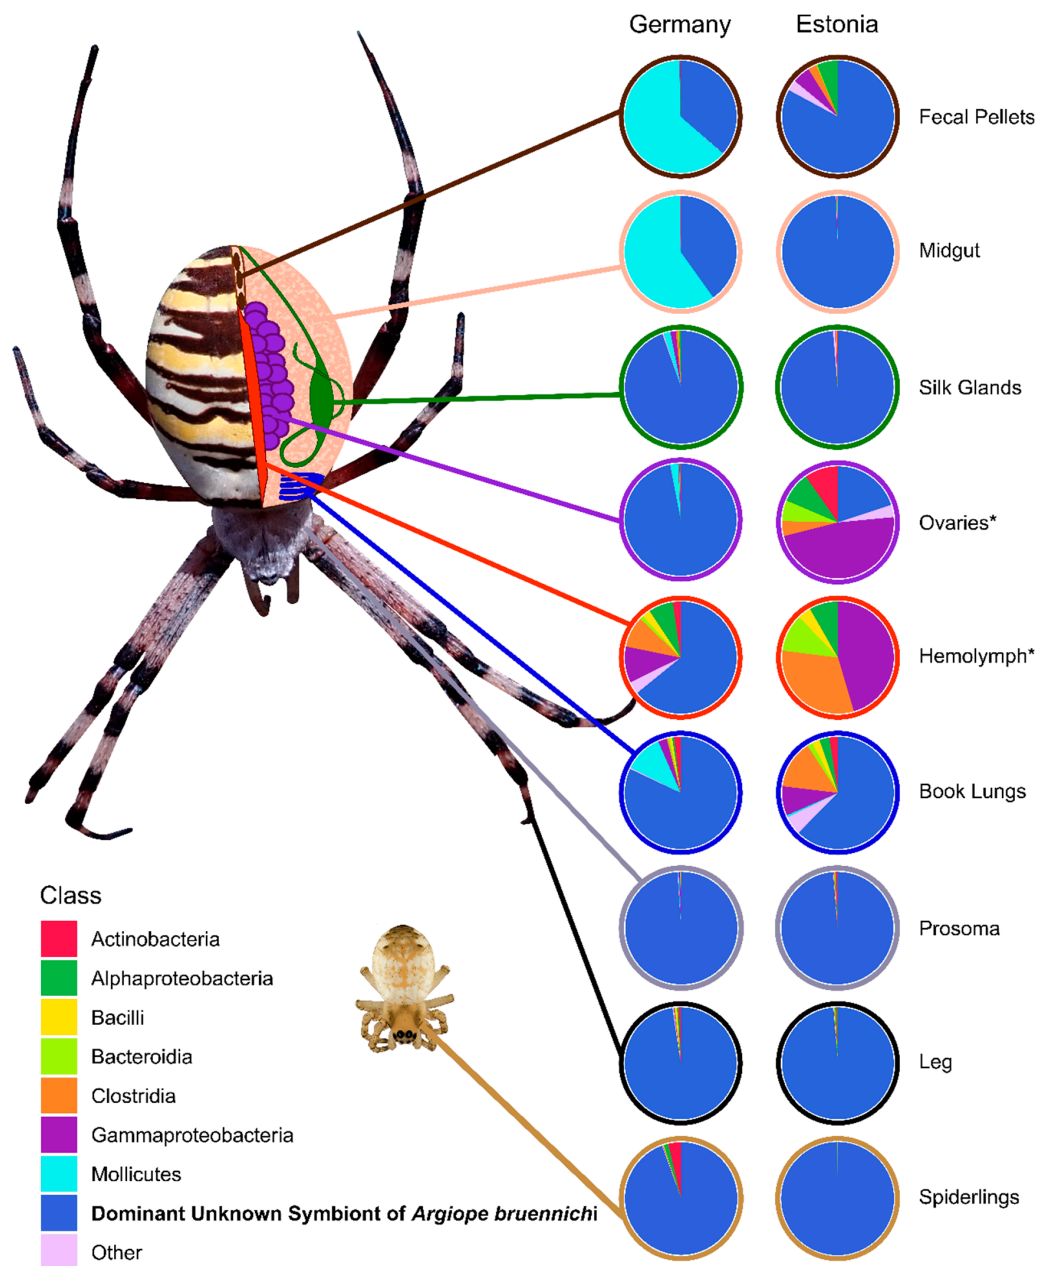 Germany
Estonia
Fecal Pellets
Midgut
Silk Glands
Ovaries*
Hemolymph*
Book Lungs
Prosoma
Leg
Spiderlings
Class
Actinobacteria
Alphaproteobacteria
Bacilli
Bacteroidia
Clostridia
Gammaproteobacteria
Mollicutes
Dominant Unknown Symbiont of Argiope bruennichi
Other